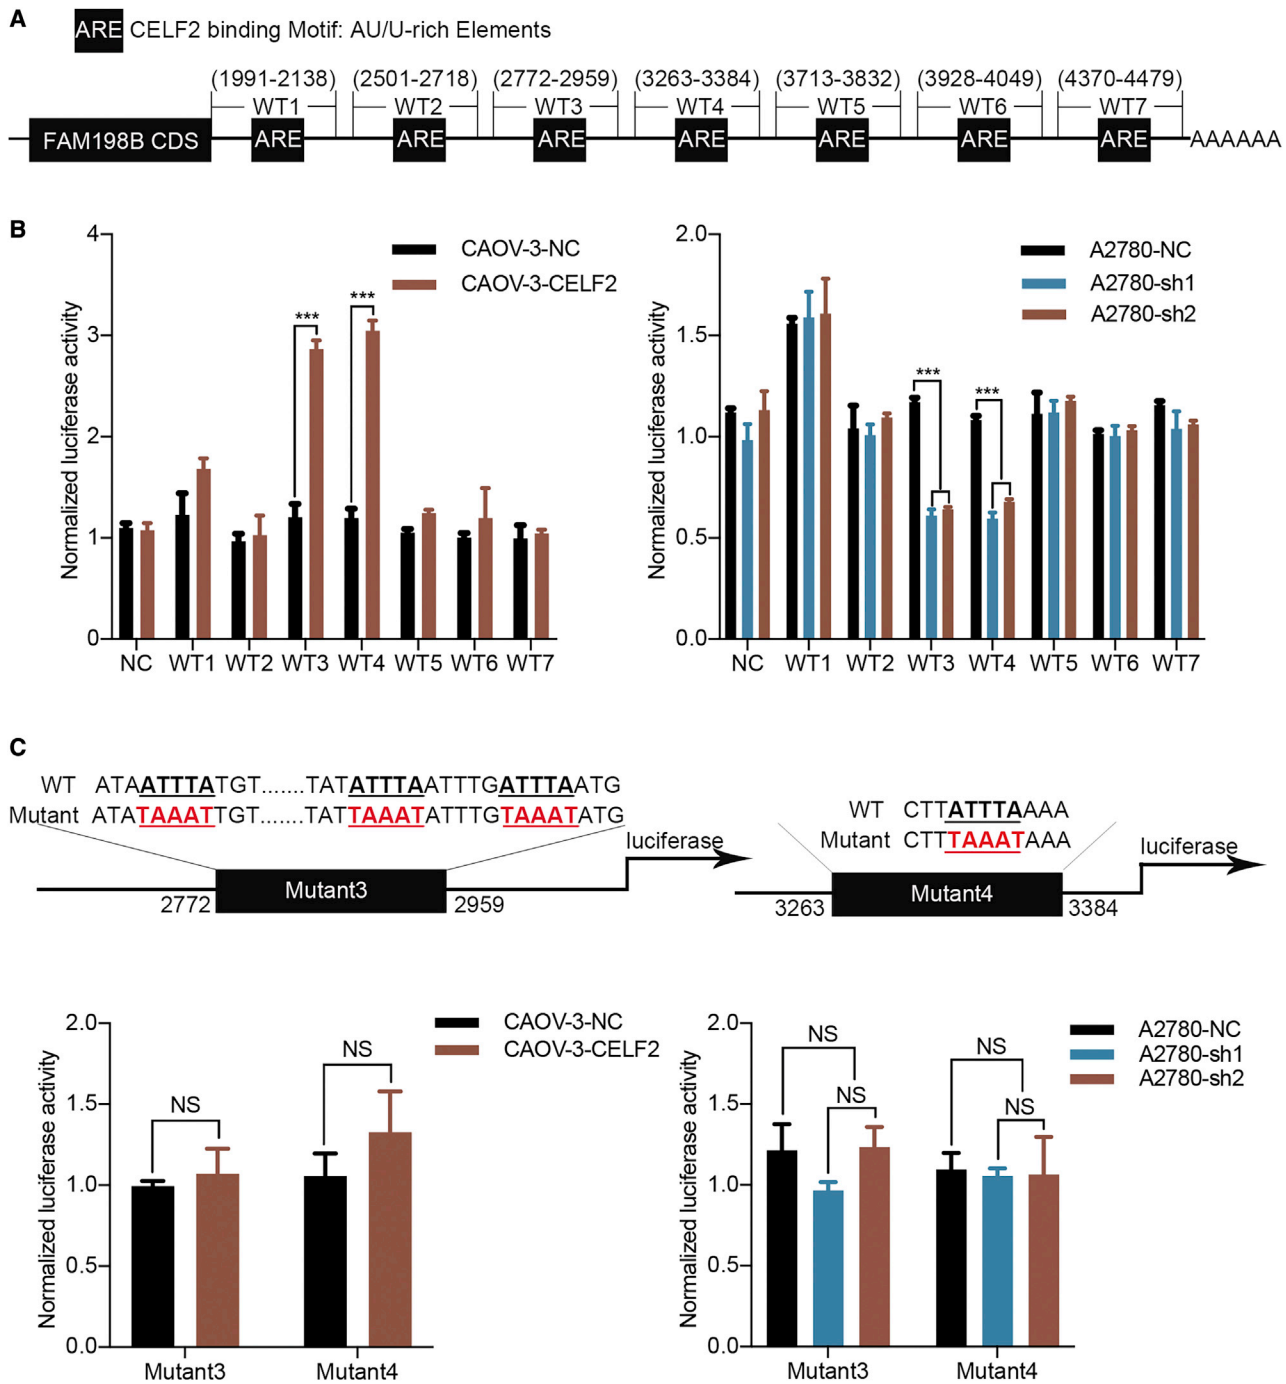 A
ARE CELF2 binding Motif: AU/U-rich Elements
(1991-2138) (2501-2718) (2772-2959) (3263-3384) (3713-3832) (3928-4049) (4370-4479)
WT1 WT2 WT3 WT4 WT5 WT6 WT7
FAM198B CDS ARE ARE ARE ARE ARE ARE ARE AAAAAA
B
Normalized luciferase activity
4
3
2
1
0
CAOV-3-NC
CAOV-3-CELF2
*** ***
NC WT1 WT2 WT3 WT4 WT5 WT6 WT7
Normalized luciferase activity
2.0
1.5
1.0
0.5
0.0
A2780-NC
A2780-sh1
A2780-sh2
*** ***
NC WT1 WT2 WT3 WT4 WT5 WT6 WT7
C
WT ATAATTTATGT.......TATATTTAATTTGATTTAATG
Mutant ATATAAATTGT.......TATTAAATATTTGTAAATATG
luciferase
Mutant3
2772 2959
WT CTTATTTAAAA
Mutant CTTTAAATAAA
luciferase
Mutant4
3263 3384
Normalized luciferase activity
2.0
1.5
1.0
0.5
0.0
CAOV-3-NC
CAOV-3-CELF2
NS NS
Mutant3 Mutant4
Normalized luciferase activity
2.0
1.5
1.0
0.5
0.0
A2780-NC
A2780-sh1
A2780-sh2
NS NS
NS NS
Mutant3 Mutant4